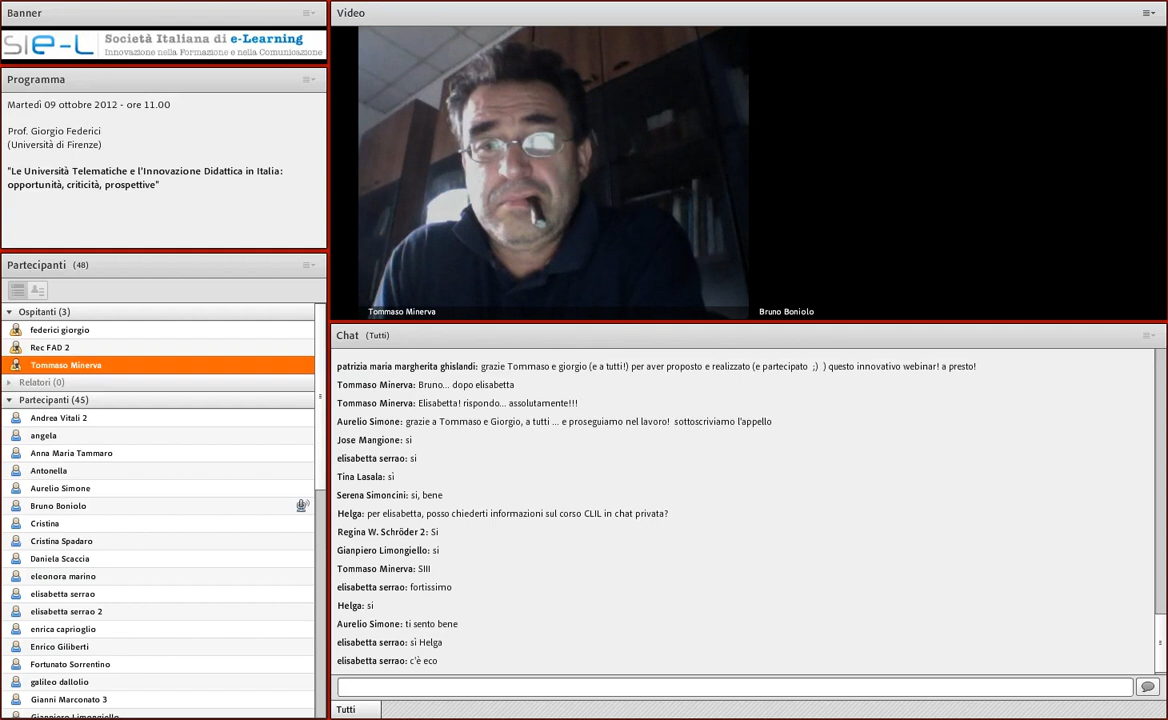 Banner
SIe-L
Società Italiana di e-Learning
Innovazione nella Formazione e nella Comunicazione
Programma
Martedì 09 ottobre 2012 - ore 11.00
Prof. Giorgio Federici
(Università di Firenze)
"Le Università Telematiche e l'Innovazione Didattica in Italia:
opportunità, criticità, prospettive"
Partecipanti (48)
Ospitanti (3)
federici giorgio
Rec FAD 2
Tommaso Minerva
Relatori (0)
Partecipanti (45)
Andrea Vitali 2
angela
Anna Maria Tammaro
Antonella
Aurelio Simone
Bruno Boniolo
Cristina
Cristina Spadaro
Daniela Scaccia
eleonora marino
elisabetta serrao
elisabetta serrao 2
enrica caprioglio
Enrico Giliberti
Fortunato Sorrentino
galileo dallolio
Gianni Marconato 3
Gianpiero Limongiello
Video
Tommaso Minerva
Bruno Boniolo
Chat (Tutti)
patrizia maria margherita ghislandi: grazie Tommaso e giorgio (e a tutti!) per aver proposto e realizzato (e partecipato ;) ) questo innovativo webinar! a presto!
Tommaso Minerva: Bruno... dopo elisabetta
Tommaso Minerva: Elisabetta! rispondo... assolutamente!!!
Aurelio Simone: grazie a Tommaso e Giorgio, a tutti ... e proseguiamo nel lavoro! sottoscriviamo l'appello
Jose Mangione: si
elisabetta serrao: si
Tina Lasala: sì
Serena Simoncini: si, bene
Helga: per elisabetta, posso chiederti informazioni sul corso CLIL in chat privata?
Regina W. Schröder 2: Si
Gianpiero Limongiello: si
Tommaso Minerva: SIII
elisabetta serrao: fortissimo
Helga: si
Aurelio Simone: ti sento bene
elisabetta serrao: sì Helga
elisabetta serrao: c'è eco
Tutti